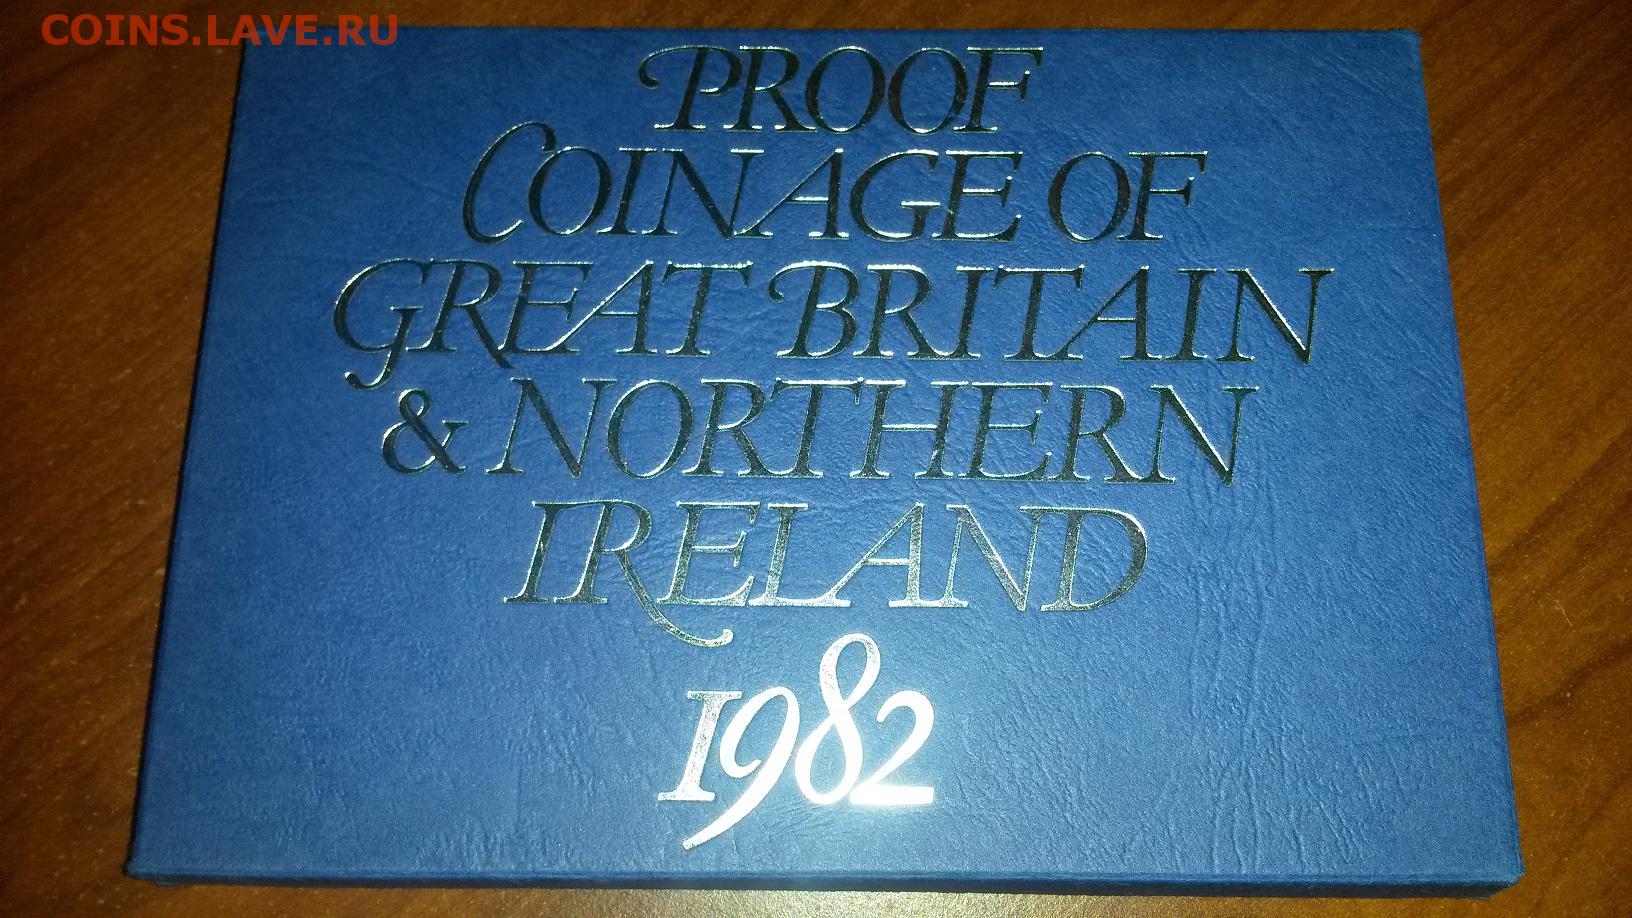 COINS.LAVE.RU
PROOF
COINAGE OF
GREAT BRITAIN
& NORTHERN
IRELAND
1982